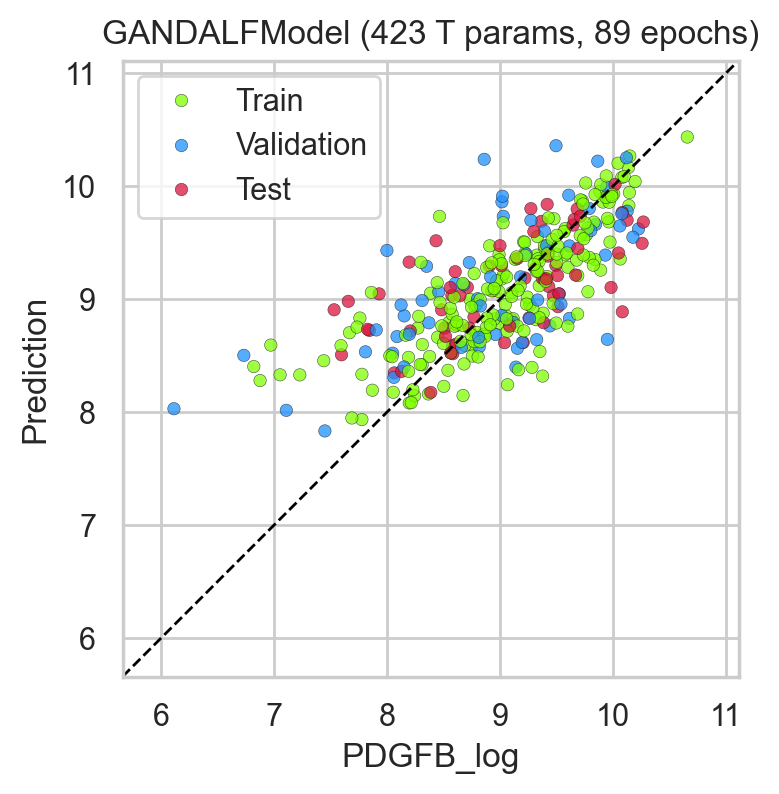 GANDALFModel (423 T params, 89 epochs)
Train
Validation
Test
11
10
9
8
7
6
Prediction
6 7 8 9 10 11
PDGFB_log